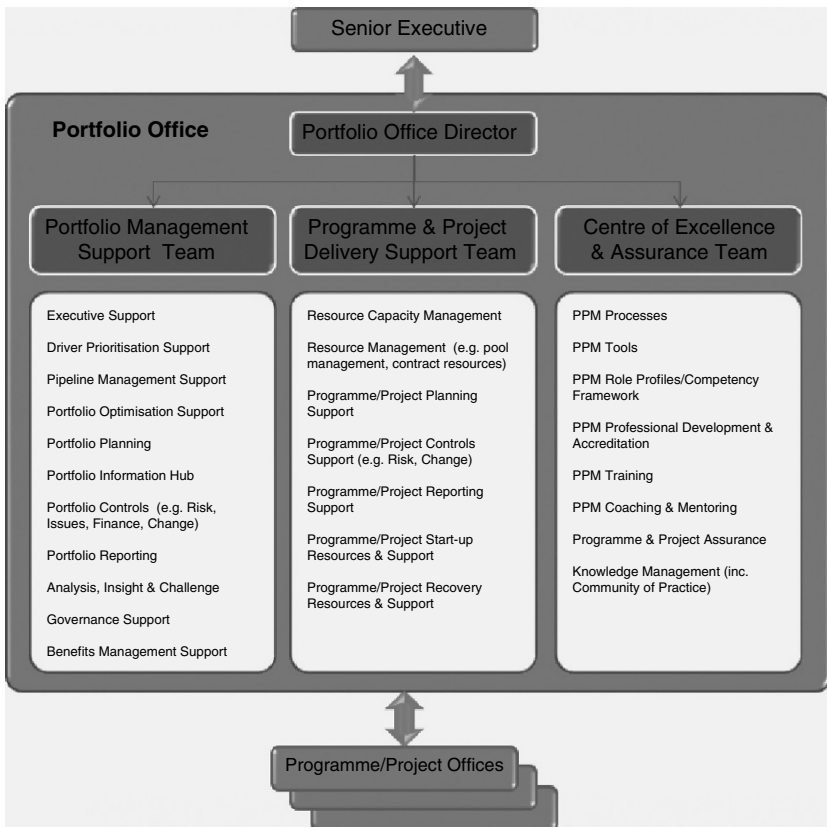 Senior Executive
Portfolio Office
Portfolio Office Director
Portfolio Management
Support Team
Programme & Project
Delivery Support Team
Centre of Excellence
& Assurance Team
Executive Support
Driver Prioritisation Support
Pipeline Management Support
Portfolio Optimisation Support
Portfolio Planning
Portfolio Information Hub
Portfolio Controls (e.g. Risk,
Issues, Finance, Change)
Portfolio Reporting
Analysis, Insight & Challenge
Governance Support
Benefits Management Support
Resource Capacity Management
Resource Management (e.g. pool
management, contract resources)
Programme/Project Planning
Support
Programme/Project Controls
Support (e.g. Risk, Change)
Programme/Project Reporting
Support
Programme/Project Start-up
Resources & Support
Programme/Project Recovery
Resources & Support
PPM Processes
PPM Tools
PPM Role Profiles/Competency
Framework
PPM Professional Development &
Accreditation
PPM Training
PPM Coaching & Mentoring
Programme & Project Assurance
Knowledge Management (inc.
Community of Practice)
Programme/Project Offices